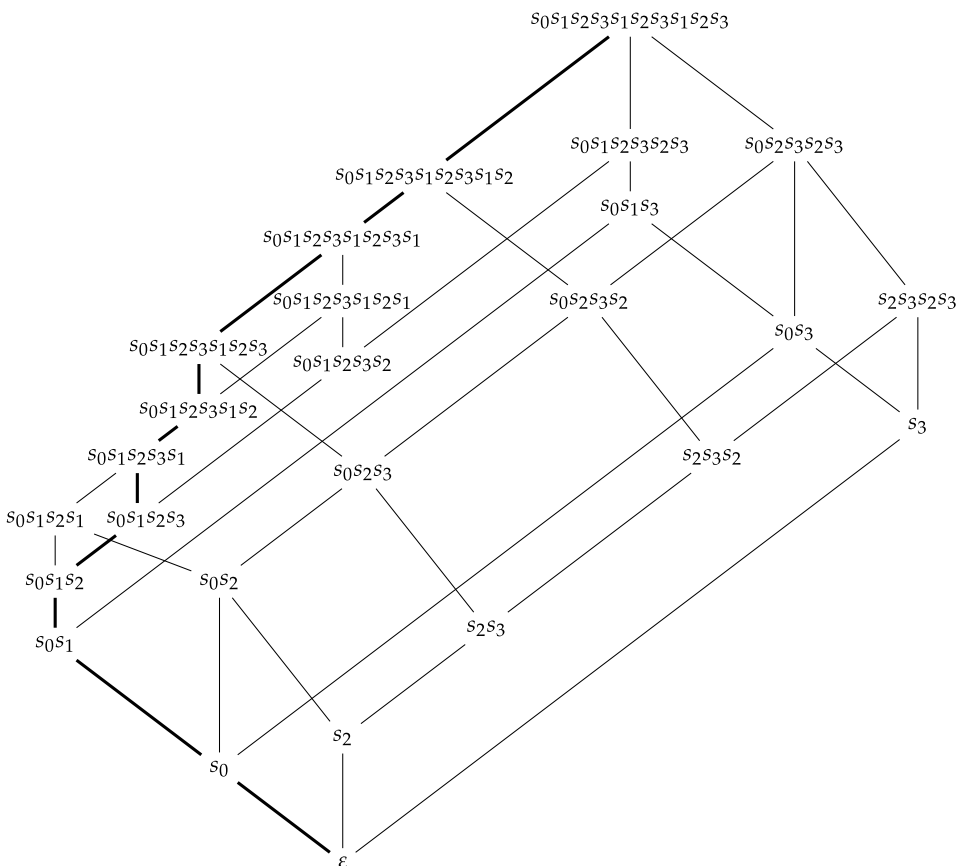 s₀s₁s₂s₃s₁s₂s₃s₁s₂s₃
s₀s₁s₂s₃s₂s₃
s₀s₂s₃s₂s₃
s₀s₁s₂s₃s₁s₂s₃s₁s₂
s₀s₁s₃
s₀s₁s₂s₃s₁s₂s₃s₁
s₀s₁s₂s₃s₁s₂s₁
s₀s₂s₃s₂
s₂s₃s₂s₃
s₀s₃
s₀s₁s₂s₃s₁s₂s₃
s₀s₁s₂s₃s₂
s₀s₁s₂s₃s₁s₂
s₃
s₀s₁s₂s₃s₁
s₂s₃s₂
s₀s₂s₃
s₀s₁s₂s₁
s₀s₁s₂s₃
s₀s₁s₂
s₀s₂
s₂s₃
s₀s₁
s₂
s₀
ε